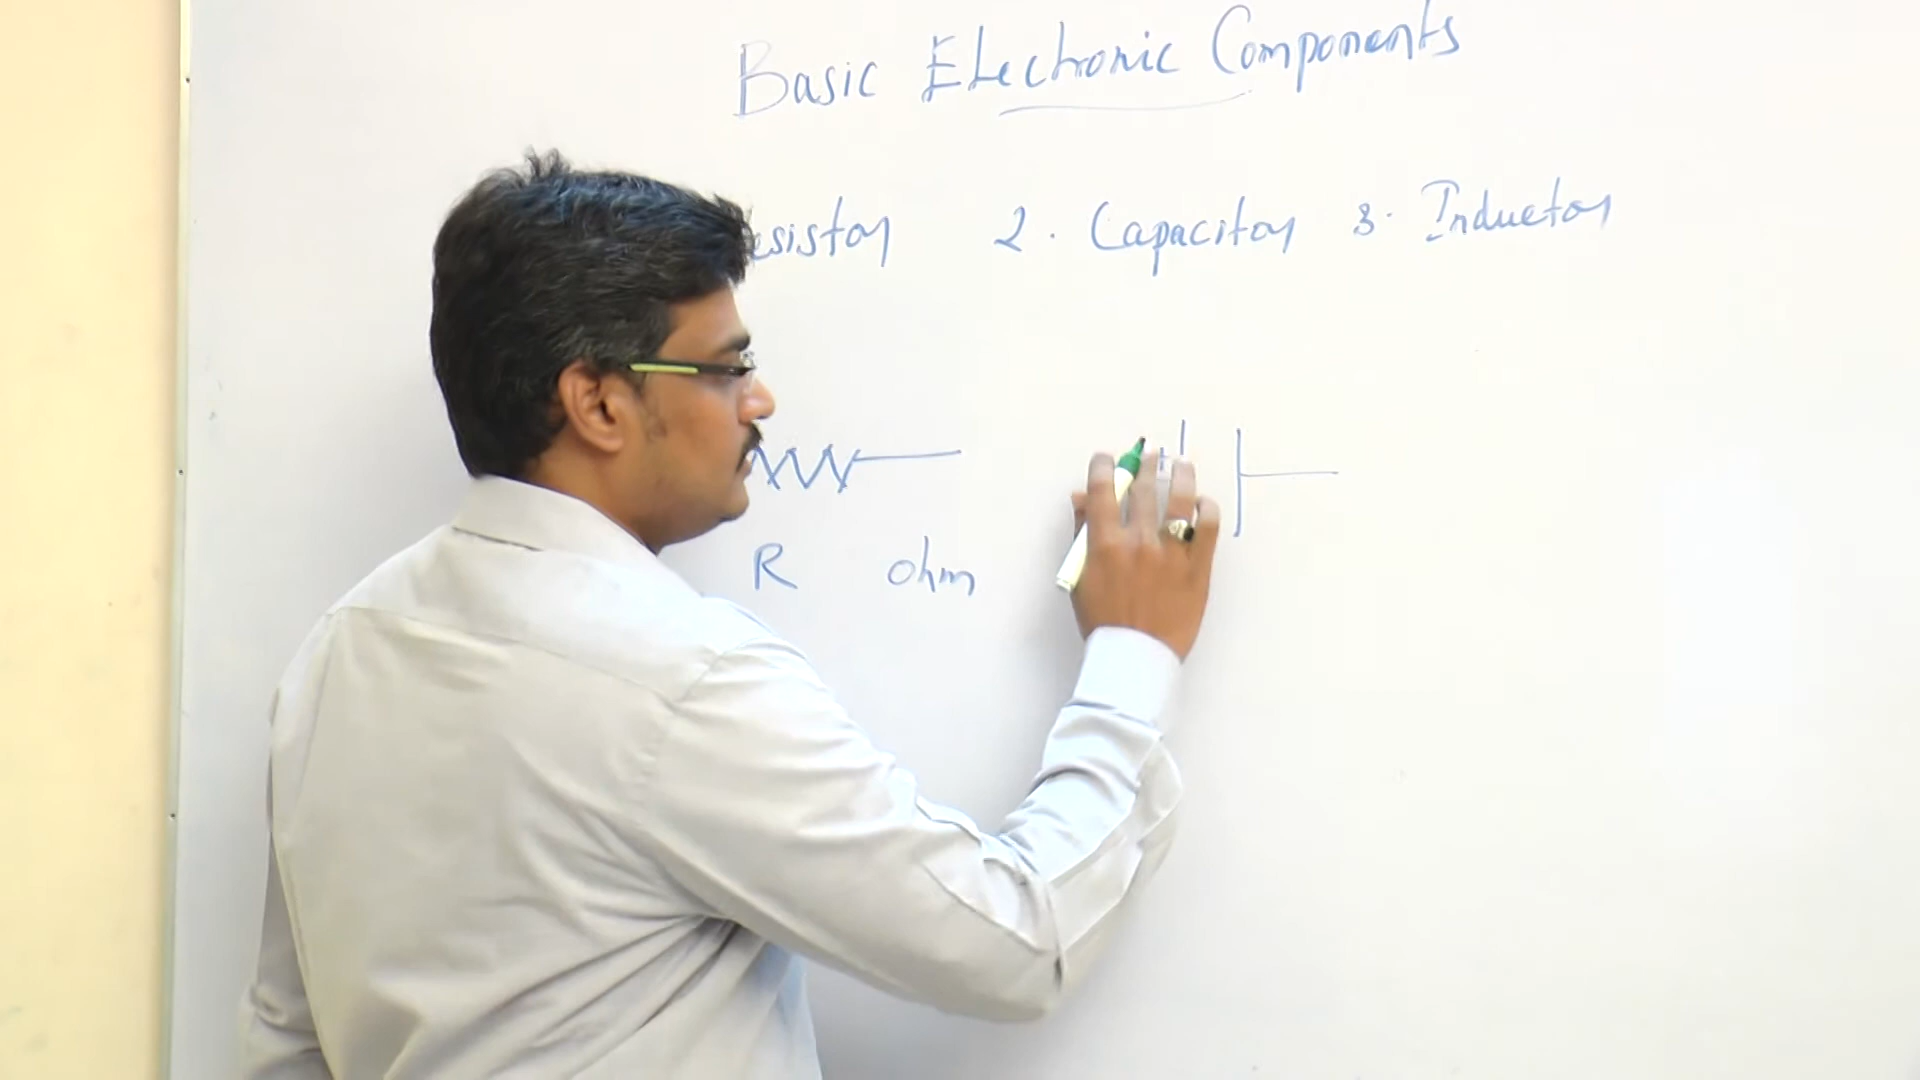 Basic Electronic Components
esistor 2. Capacitor 3. Inductor
R ohm